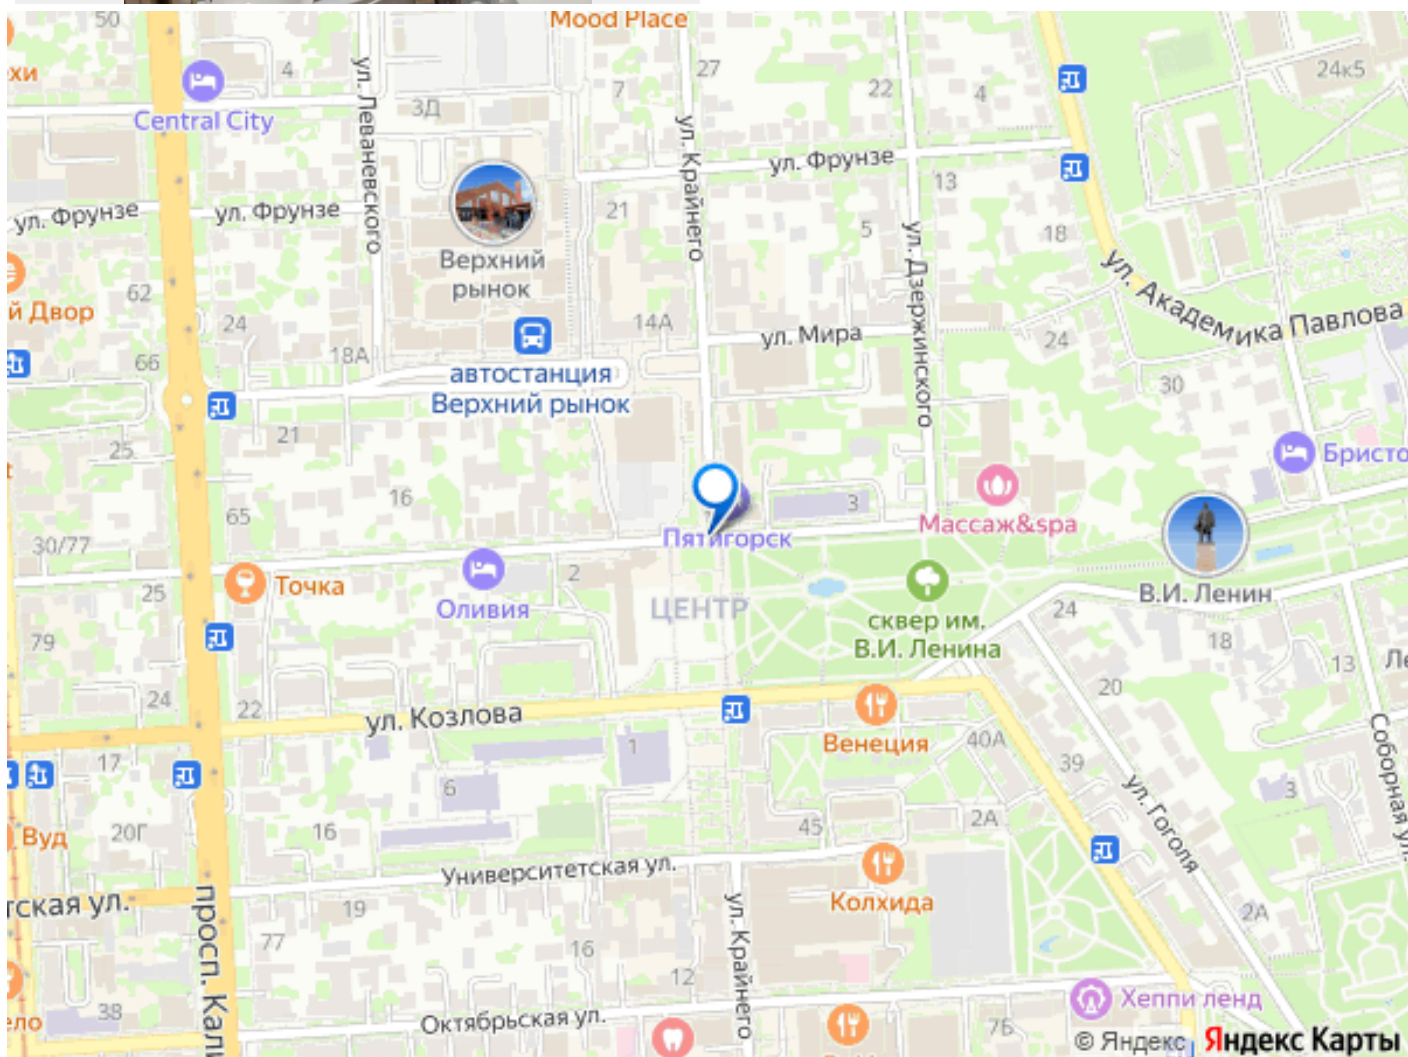 50
Mood Place
хи
4
27
24к5
7
22
4
3Д
Central City
ул. Леваневского
ул. Крайнего
ул. Фрунзе
13
ул. Фрунзе
ул. Фрунзе
21
5
18
ул. Дзержинского
Верхний
рынок
ул. Академика Павлова
62
й Двор
24
14А
ул. Мира
24
18А
66
автостанция
Верхний рынок
30
21
25
Бристо
16
3
65
Массаж&spa
Пятигорск
30/77
Точка
2
25
Оливия
ЦЕНТР
сквер им.
В.И. Ленина
В.И. Ленин
24
18
79
13
Ле
20
24
22
ул. Козлова
Венеция
40А
Соборная ул.
17
1
39
6
ул. Гоголя
3
Вуд
20Г
16
45
2А
Университетская ул.
Колхида
тская ул.
просп. Кали
19
ул. Крайнего
2А
77
16
12
Хеппи ленд
38
ело
Октябрьская ул.
7Б
© Яндекс Яндекс Карты